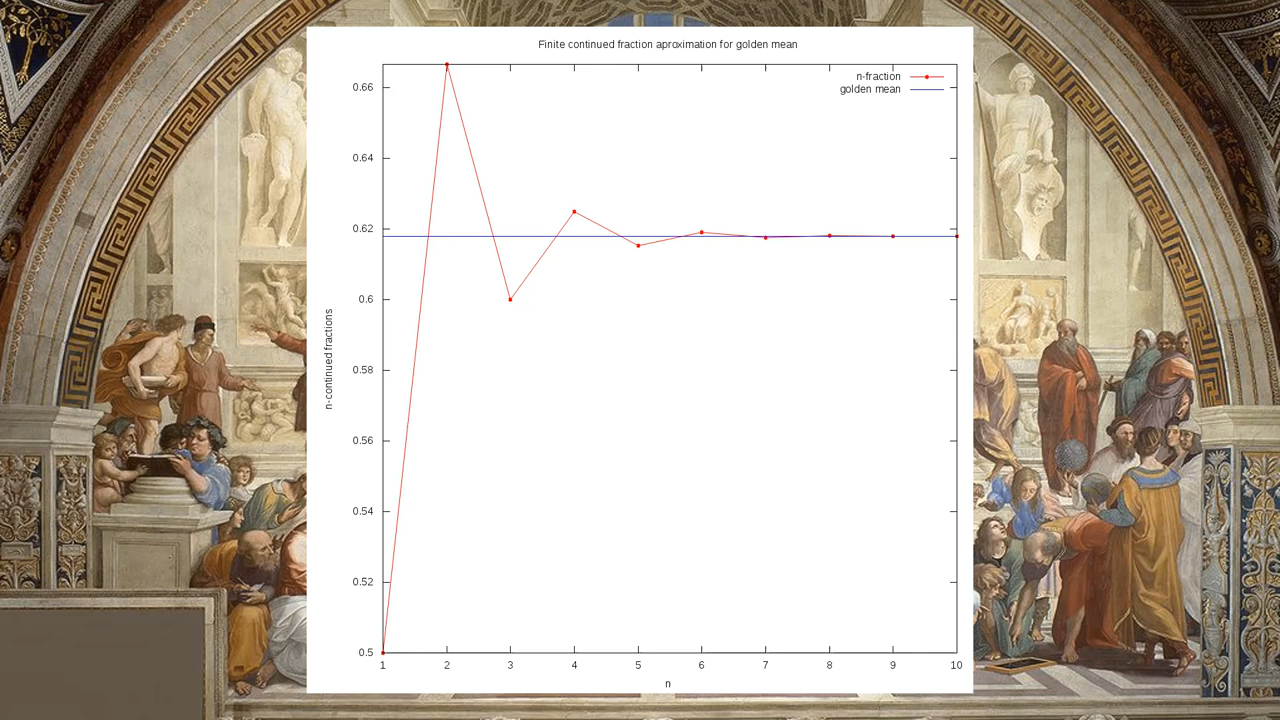 Finite continued fraction aproximation for golden mean
n-fraction
golden mean
0.66
0.64
0.62
0.6
0.58
0.56
0.54
0.52
0.5
n-continued fractions
1 2 3 4 5 6 7 8 9 10
n